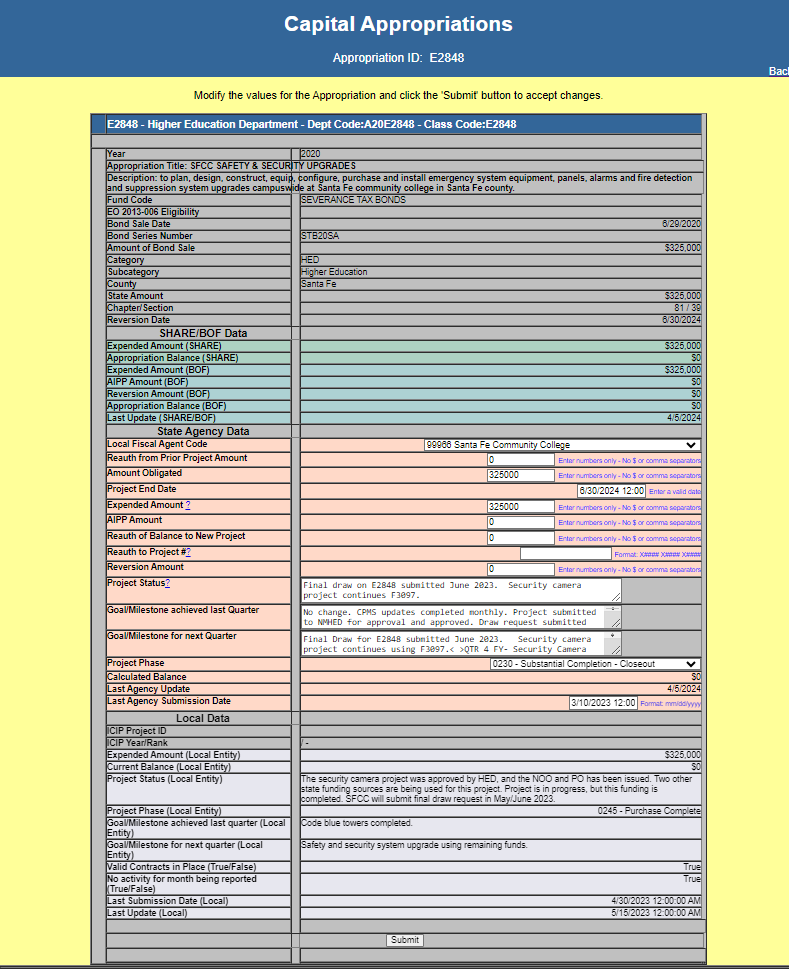 Capital Appropriations
Appropriation ID: E2848
Bac
Modify the values for the Appropriation and click the 'Submit' button to accept changes.
E2848 - Higher Education Department - Dept Code:A20E2848 - Class Code:E2848
Year 2020
Appropriation Title: SFCC SAFETY & SECURITY UPGRADES
Description: to plan, design, construct, equip, configure, purchase and install emergency system equipment, panels, alarms and fire detection
and suppression system upgrades campuswide at Santa Fe community college in Santa Fe county.
Fund Code SEVERANCE TAX BONDS
EO 2013-006 Eligibility
Bond Sale Date 6/29/2020
Bond Series Number STB20SA
Amount of Bond Sale $325,000
Category HED
Subcategory Higher Education
County Santa Fe
State Amount $325,000
Chapter/Section 81 / 39
Reversion Date 6/30/2024
SHARE/BOF Data
Expended Amount (SHARE) $325,000
Appropriation Balance (SHARE) $0
Expended Amount (BOF) $325,000
AIPP Amount (BOF) $0
Reversion Amount (BOF) $0
Appropriation Balance (BOF) $0
Last Update (SHARE/BOF) 4/5/2024
State Agency Data
Local Fiscal Agent Code 99966 Santa Fe Community College
Reauth from Prior Project Amount 0 Enter numbers only - No $ or comma separators
Amount Obligated 325000 Enter numbers only - No $ or comma separators
Project End Date 6/30/2024 12:00 Enter a valid date
Expended Amount ? 325000 Enter numbers only - No $ or comma separators
AIPP Amount 0 Enter numbers only - No $ or comma separators
Reauth of Balance to New Project 0 Enter numbers only - No $ or comma separators
Reauth to Project #? Format: X#### X#### X####
Reversion Amount 0 Enter numbers only - No $ or comma separators
Project Status? Final draw on E2848 submitted June 2023. Security camera
project continues F3097.
Goal/Milestone achieved last Quarter No change. CPMS updates completed monthly. Project submitted
to NMHED for approval and approved. Draw request submitted
Goal/Milestone for next Quarter Final Draw for E2848 submitted June 2023. Security camera
project continues using F3097.< >QTR 4 FY- Security Camera
Project Phase 0230 - Substantial Completion - Closeout
Calculated Balance $0
Last Agency Update 4/5/2024
Last Agency Submission Date 3/10/2023 12:00 Format: mm/dd/yyyy
Local Data
ICIP Project ID
ICIP Year/Rank / -
Expended Amount (Local Entity) $325,000
Current Balance (Local Entity) $0
Project Status (Local Entity) The security camera project was approved by HED, and the NOO and PO has been issued. Two other
state funding sources are being used for this project. Project is in progress, but this funding is
completed. SFCC will submit final draw request in May/June 2023.
Project Phase (Local Entity) 0245 - Purchase Complete
Goal/Milestone achieved last quarter (Local Code blue towers completed.
Entity)
Goal/Milestone for next quarter (Local Safety and security system upgrade using remaining funds.
Entity)
Valid Contracts in Place (True/False) True
No activity for month being reported True
(True/False)
Last Submission Date (Local) 4/30/2023 12:00:00 AM
Last Update (Local) 5/15/2023 12:00:00 AM
Submit